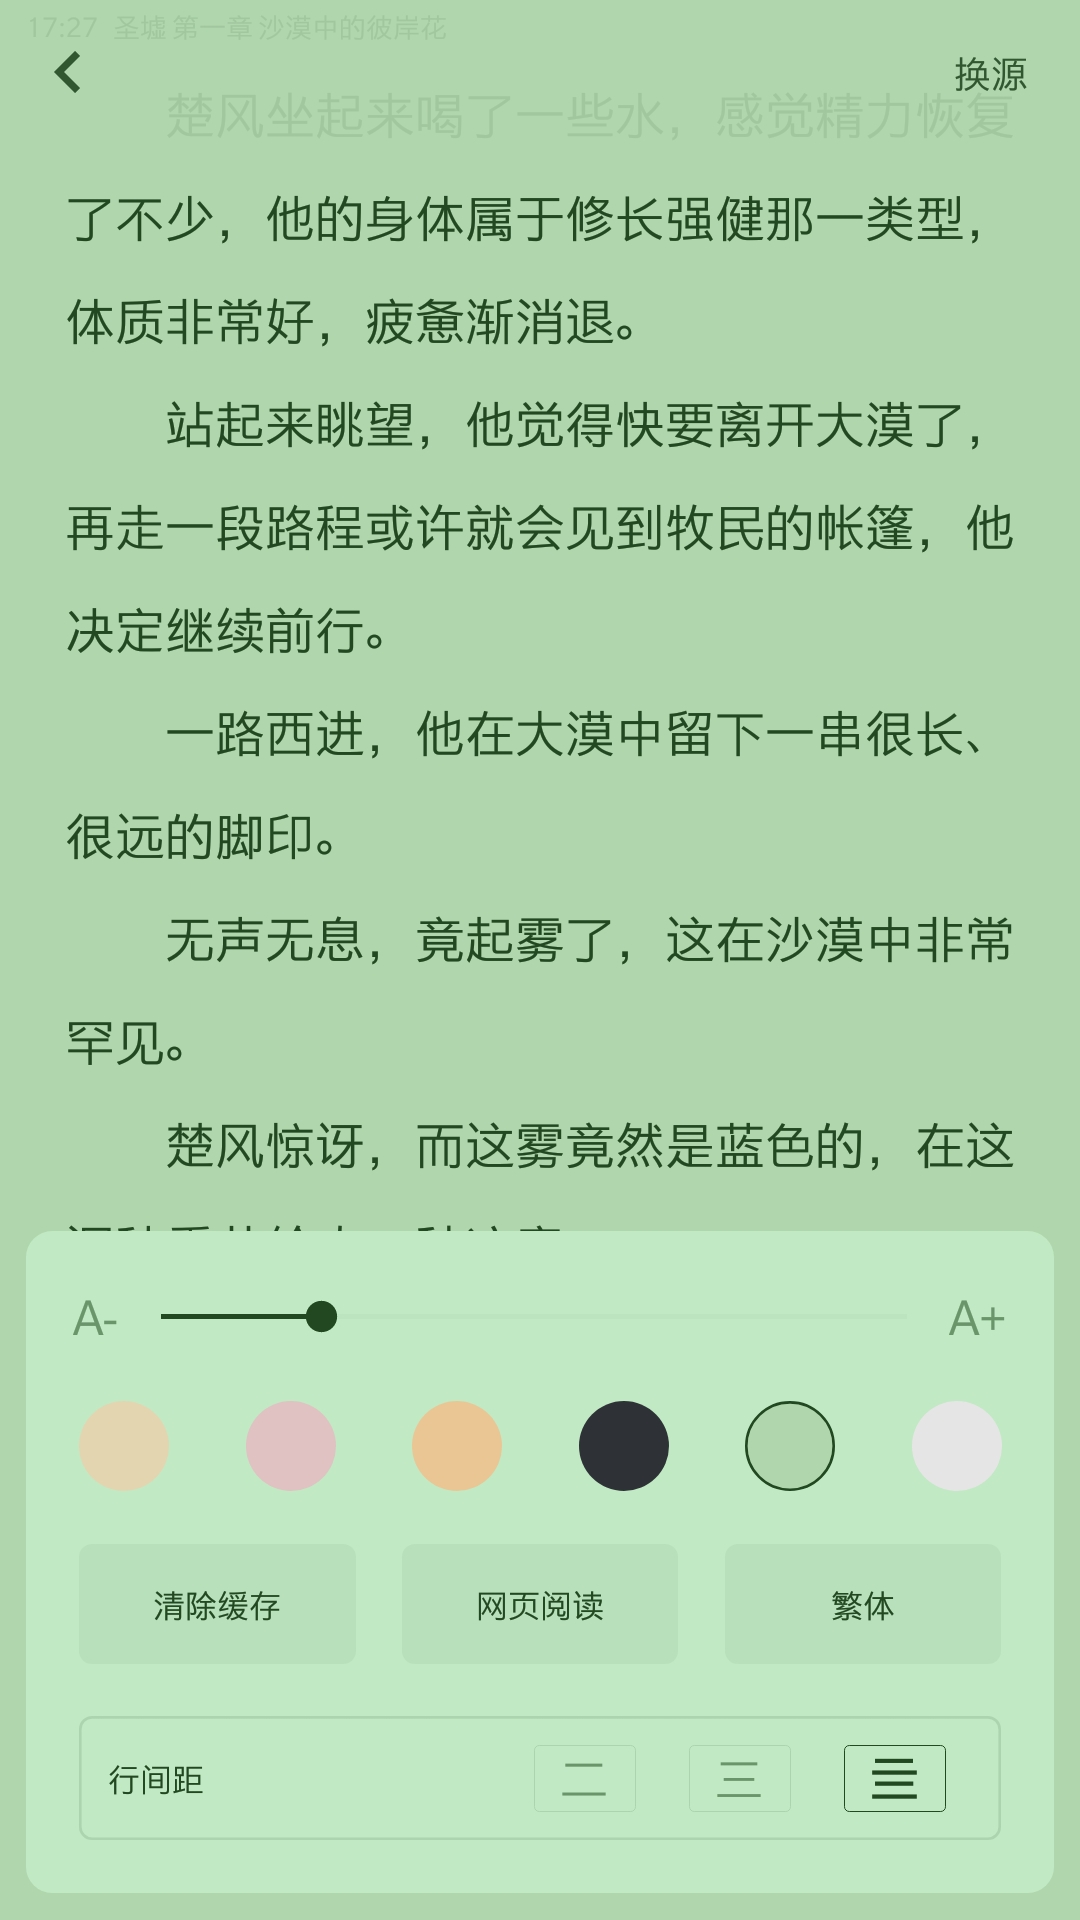 17:27 圣墟 第一章 沙漠中的彼岸花
换源
楚风坐起来喝了一些水，感觉精力恢复
了不少，他的身体属于修长强健那一类型，
体质非常好，疲惫渐消退。
站起来眺望，他觉得快要离开大漠了，
再走一段路程或许就会见到牧民的帐篷，他
决定继续前行。
一路西进，他在大漠中留下一串很长、
很远的脚印。
无声无息，竟起雾了，这在沙漠中非常
罕见。
楚风惊讶，而这雾竟然是蓝色的，在这
A-
A+
清除缓存
网页阅读
繁体
行间距